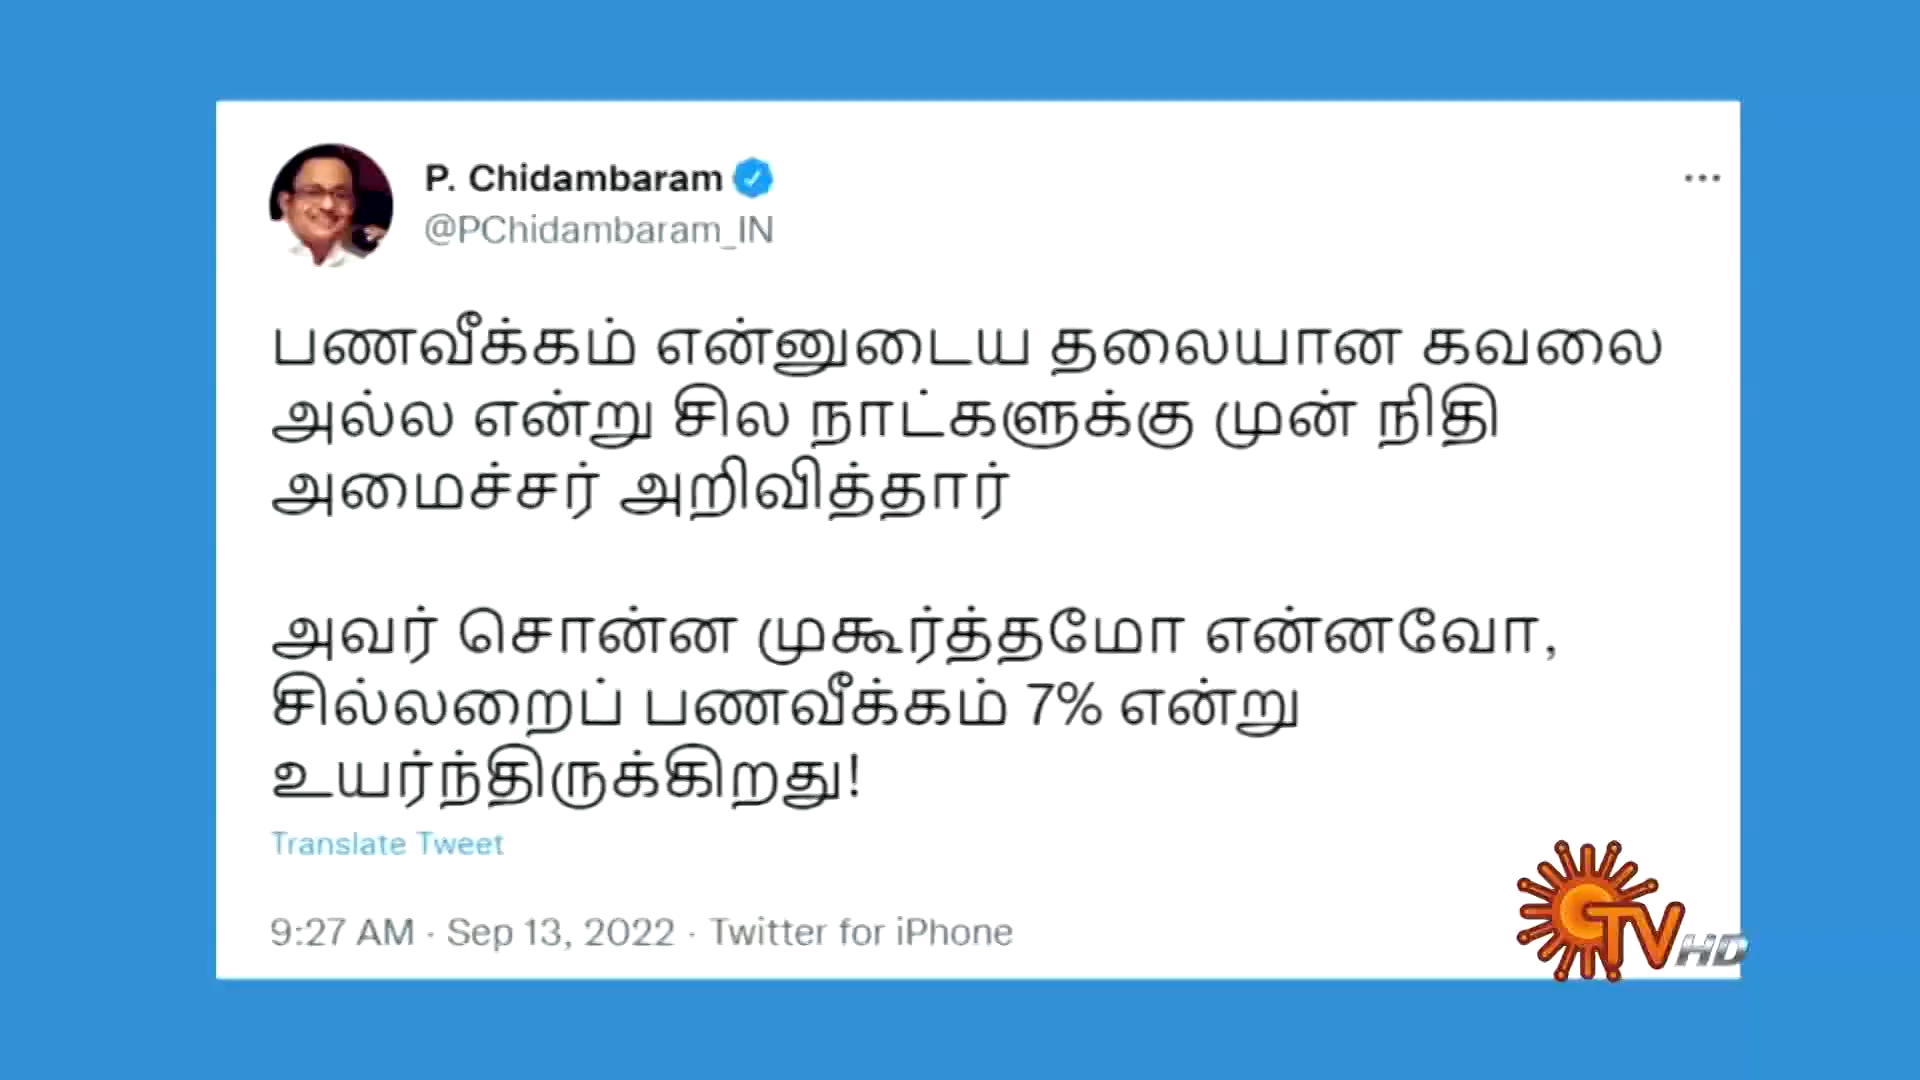 P. Chidambaram
@PChidambaram_IN
பணவீக்கம் என்னுடைய தலையான கவலை
அல்ல என்று சில நாட்களுக்கு முன் நிதி
அமைச்சர் அறிவித்தார்
அவர் சொன்ன முகூர்த்தமோ என்னவோ,
சில்லறைப் பணவீக்கம் 7% என்று
உயர்ந்திருக்கிறது!
Translate Tweet
9:27 AM · Sep 13, 2022 · Twitter for iPhone
TV HD